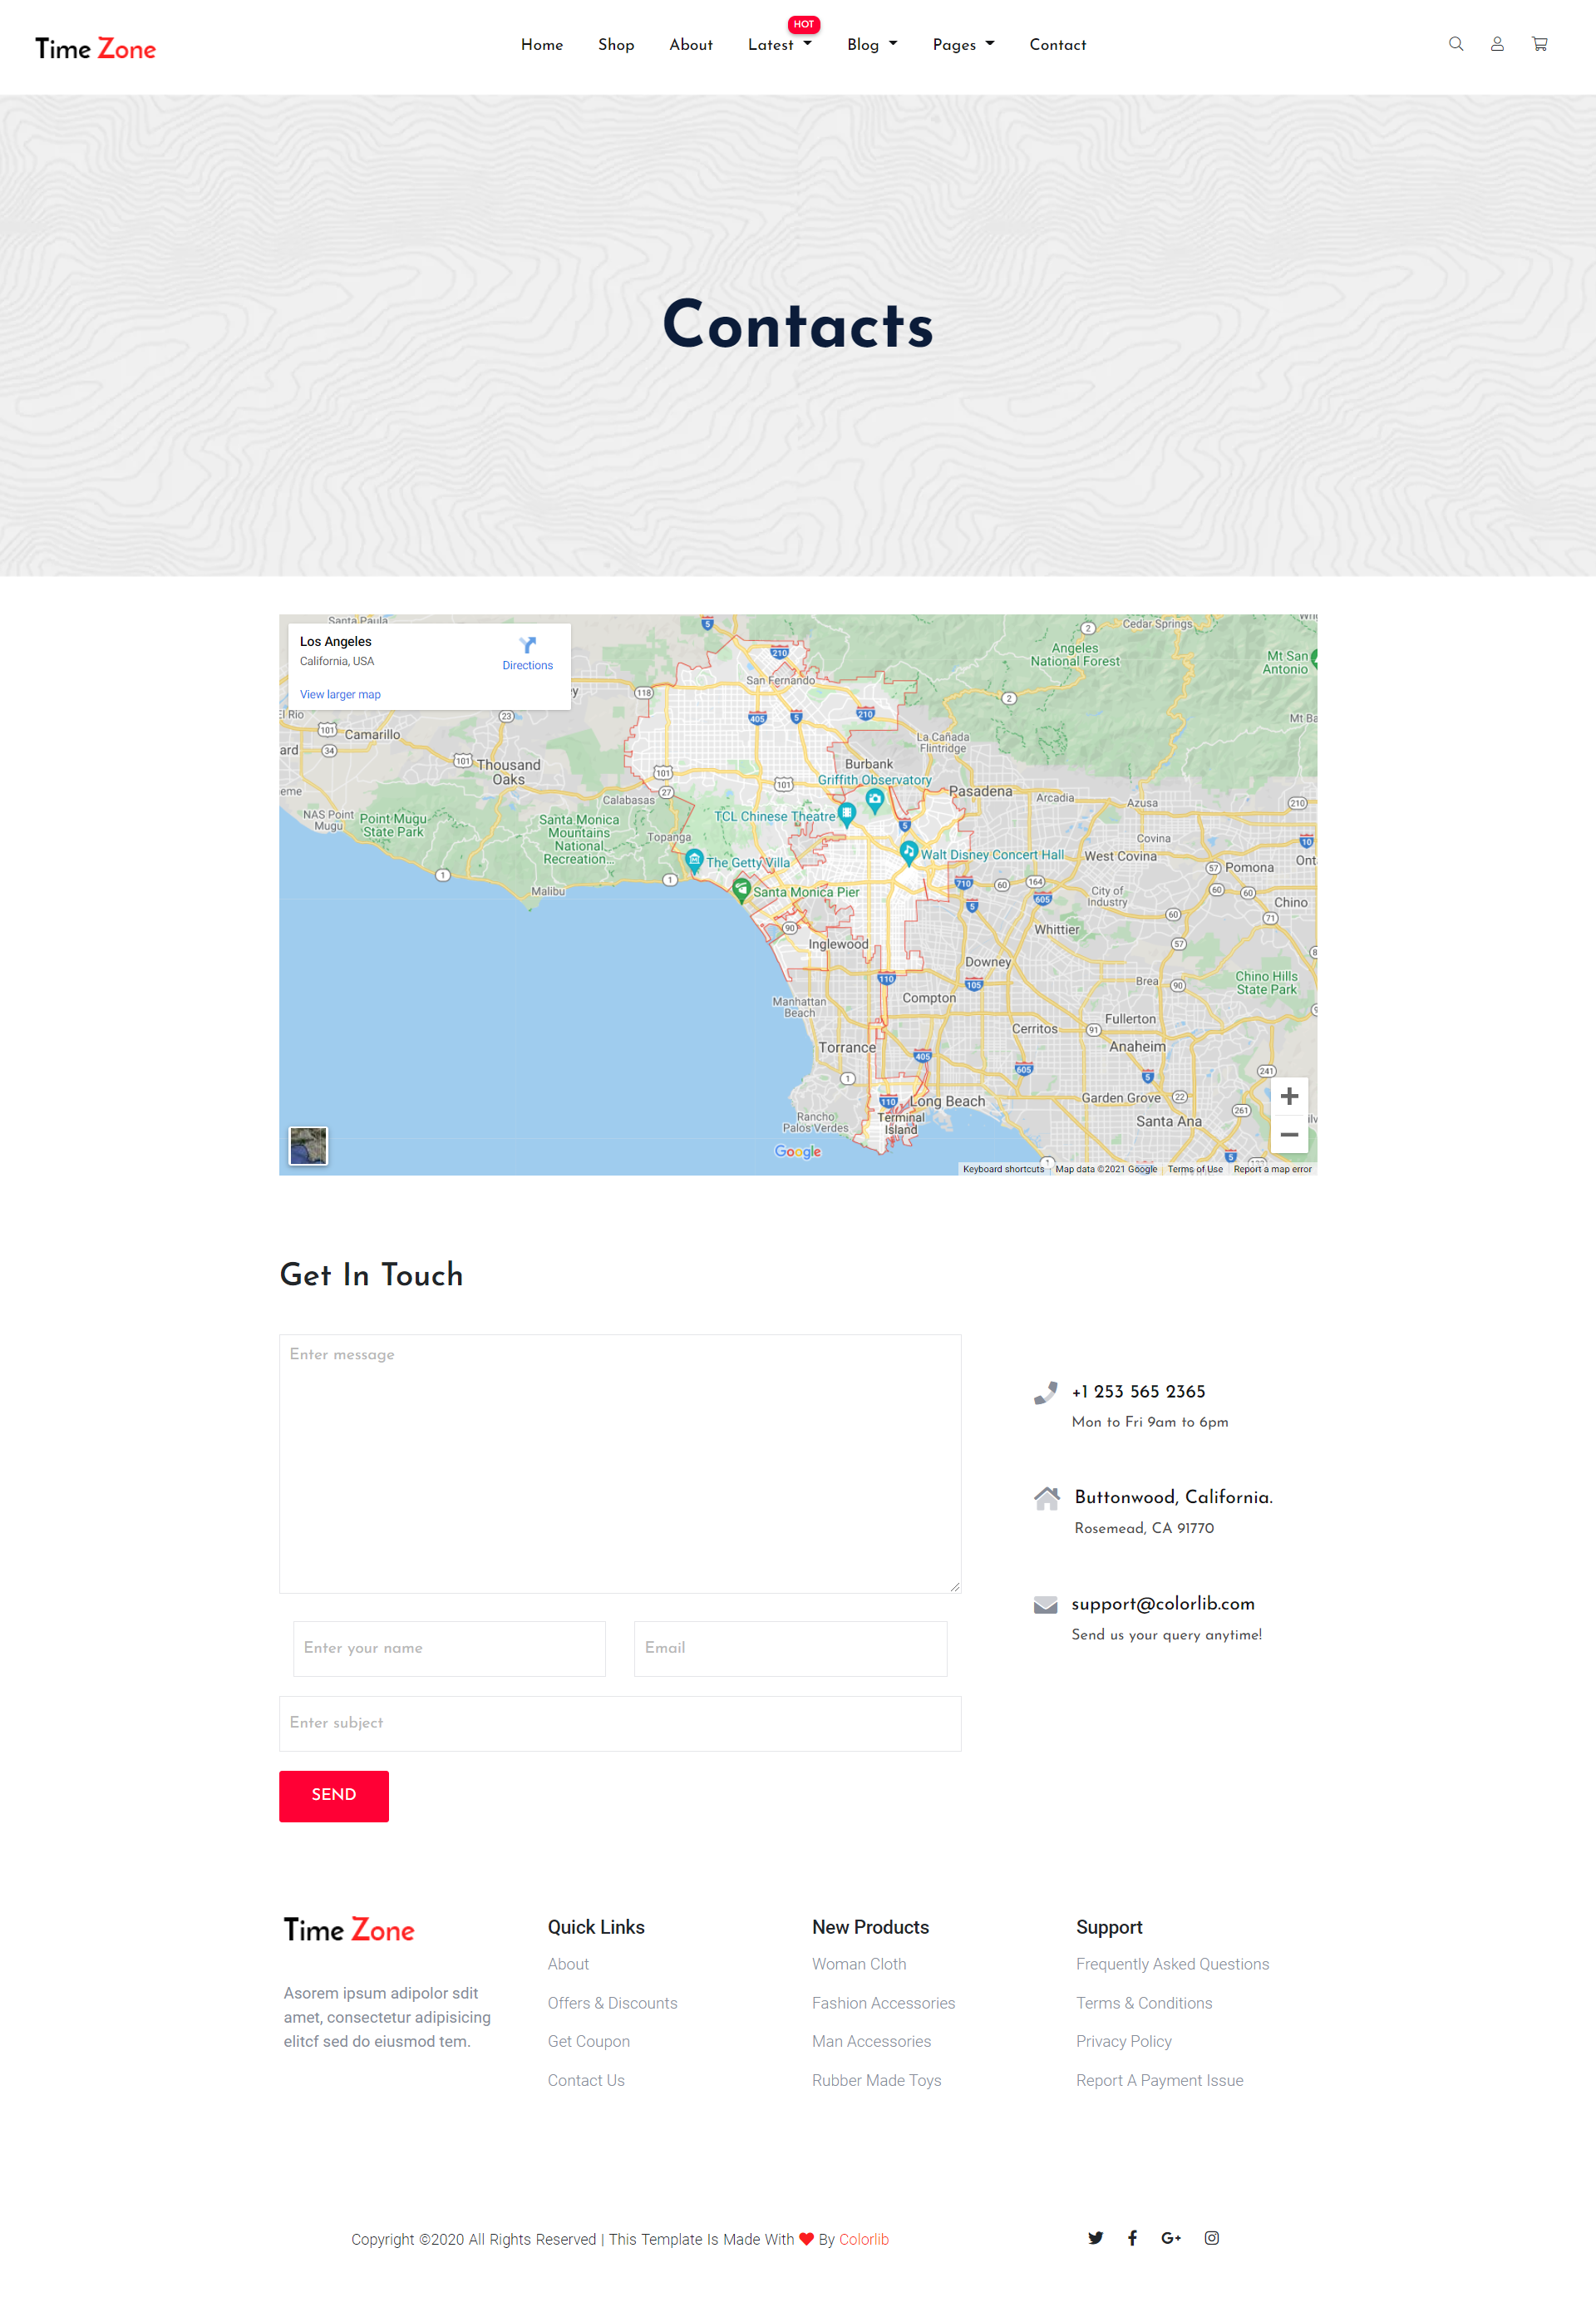 Time Zone
Home Shop About Latest HOT Blog Pages Contact
Contacts
Los Angeles
California, USA
Directions
View larger map
Santa Paula
El Rio
Camarillo
Thousand
Oaks
NAS Point
Mugu
Point Mugu
State Park
Santa Monica
Mountains
National
Recreation...
Malibu
Calabasas
Topanga
San Fernando
Burbank
Griffith Observatory
TCL Chinese Theatre
The Getty Villa
Santa Monica Pier
Walt Disney Concert Hall
La Cañada
Flintridge
Pasadena
Arcadia
Azusa
Angeles
National Forest
Cedar Springs
Mt San
Antonio
Mt Ba
Covina
West Covina
Pomona
Ont
City of
Industry
Chino
Whittier
Inglewood
Downey
Brea
Chino Hills
State Park
Manhattan
Beach
Compton
Fullerton
Cerritos
Anaheim
Torrance
Garden Grove
Santa Ana
Long Beach
Rancho
Palos Verdes
Terminal
Island
Google
Keyboard shortcuts
Map data ©2021 Google
Terms of Use
Report a map error
Get In Touch
Enter message
Enter your name
Email
Enter subject
SEND
+1 253 565 2365
Mon to Fri 9am to 6pm
Buttonwood, California.
Rosemead, CA 91770
support@colorlib.com
Send us your query anytime!
Time Zone
Asorem ipsum adipolor sdit
amet, consectetur adipisicing
elitcf sed do eiusmod tem.
Quick Links
About
Offers & Discounts
Get Coupon
Contact Us
New Products
Woman Cloth
Fashion Accessories
Man Accessories
Rubber Made Toys
Support
Frequently Asked Questions
Terms & Conditions
Privacy Policy
Report A Payment Issue
Copyright ©2020 All Rights Reserved | This Template Is Made With ❤ By Colorlib